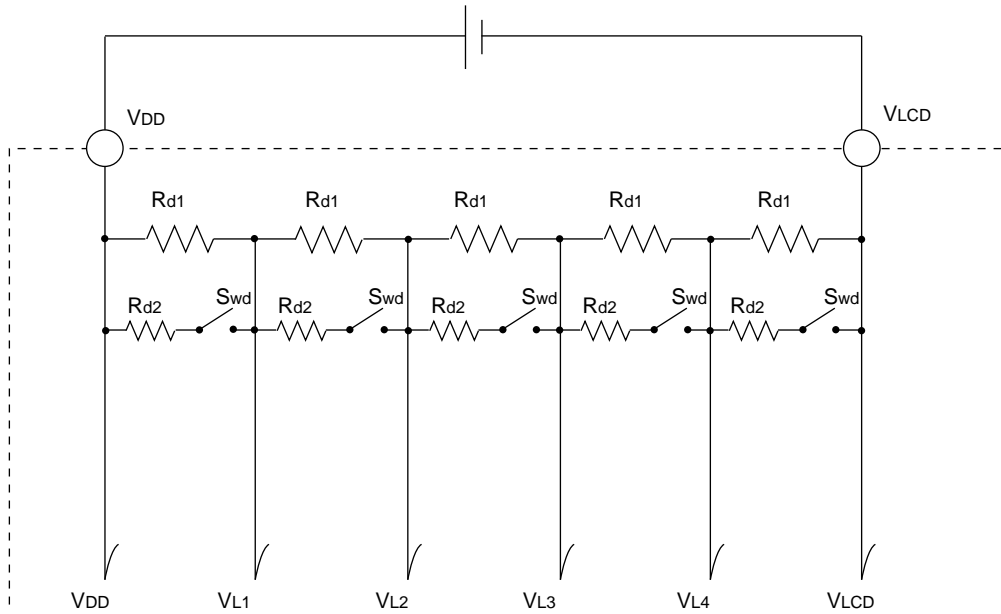 VDD
VLCD
Rd1 Rd1 Rd1 Rd1 Rd1
Rd2 Swd Rd2 Swd Rd2 Swd Rd2 Swd Rd2 Swd
VDD VL1 VL2 VL3 VL4 VLCD